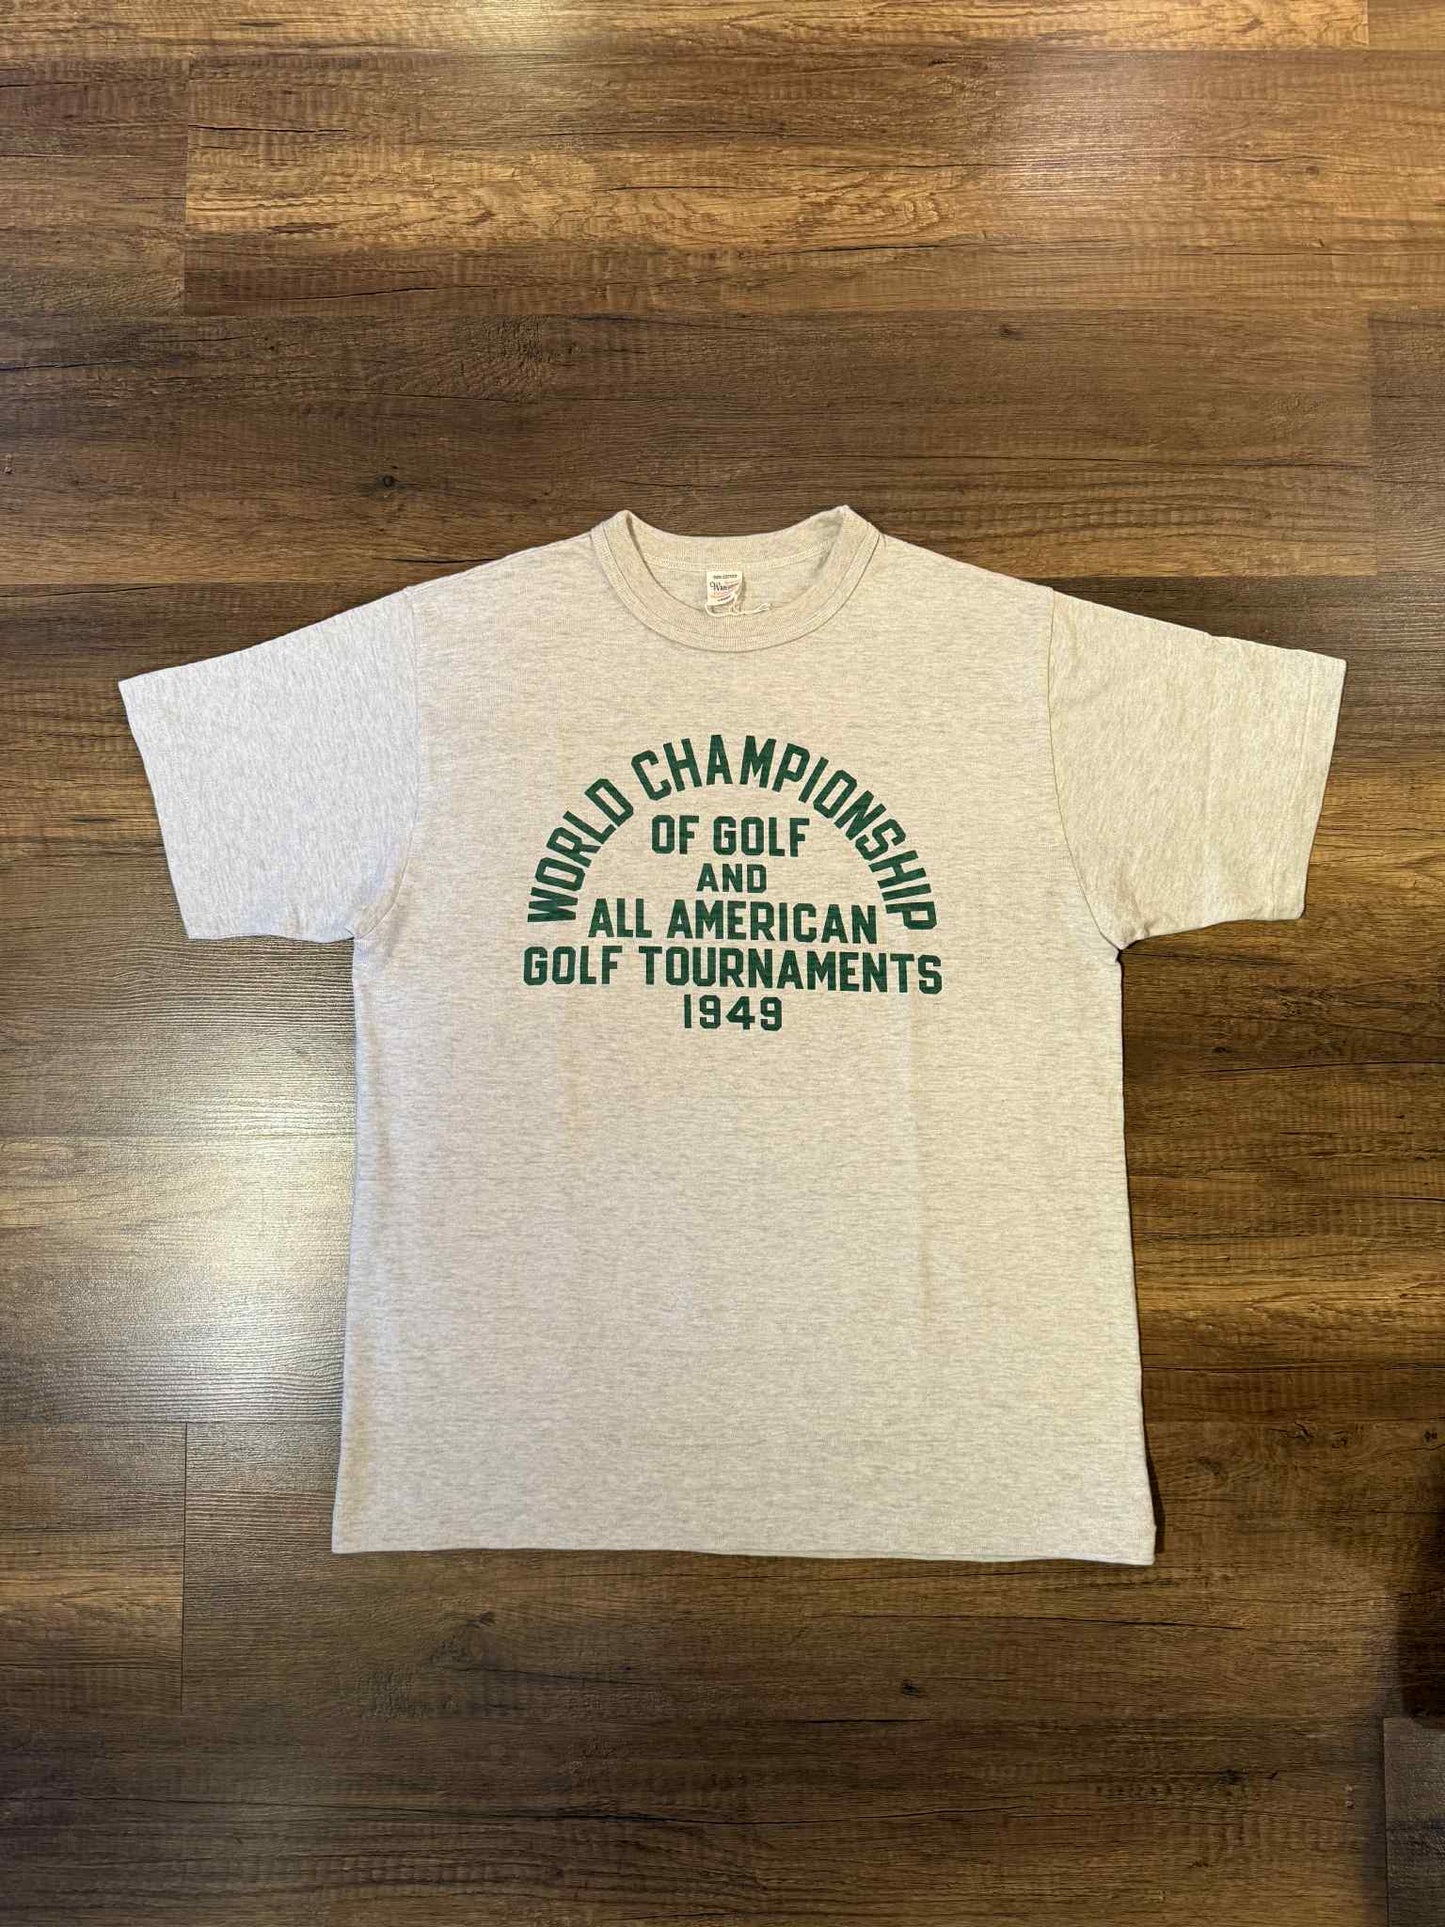 WORLD CHAMPIONSHIP
OF GOLF
AND
ALL AMERICAN
GOLF TOURNAMENTS
1949